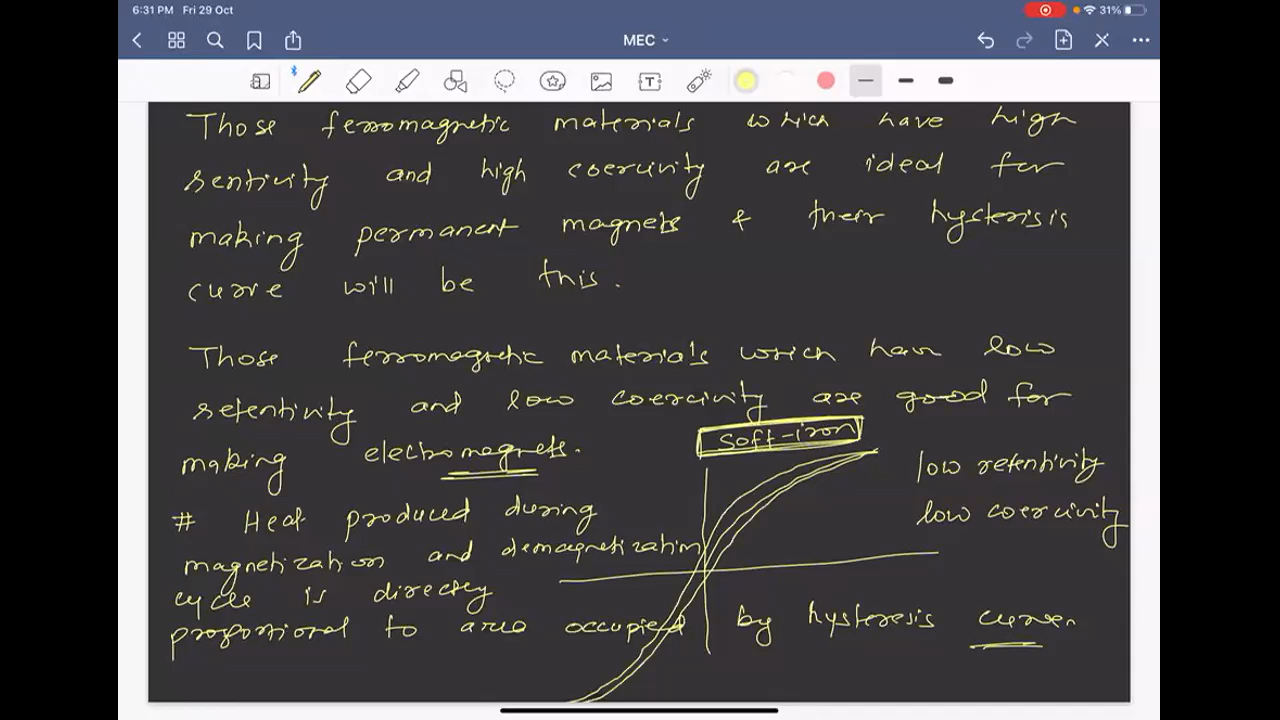 6:31 PM Fri 29 Oct
31%
MEC
Those ferromagnetic materials which have high
sentivity and high coercivity are ideal for
making permanent magnets & their hysterisis
curve will be this.
Those ferromagnetic materials which have low
retentivity and low coercivity are good for
making electromagnets.
soft-iron
low retentivity
low coercivity
# Heat produced during
magnetization and demagnetization
cycle is directly
proportional to area occupied by hysteresis curve